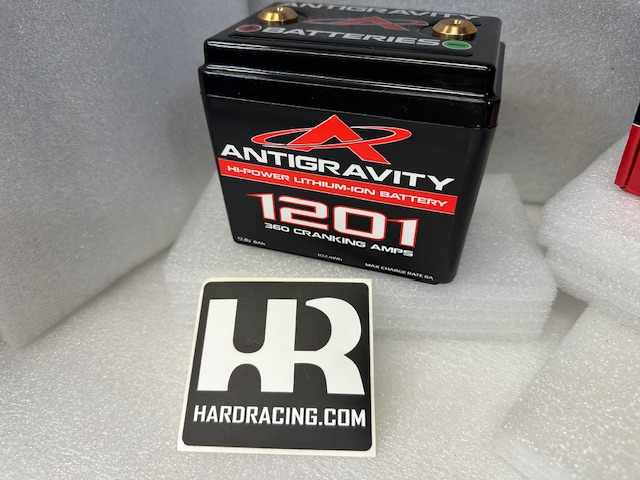 ANTIGRAVITY
BATTERIES
ANTIGRAVITY
HI-POWER LITHIUM-ION BATTERY
1201
360 CRANKING AMPS
MAX CHARGE RATE 8A
HR
HARDRACING.COM